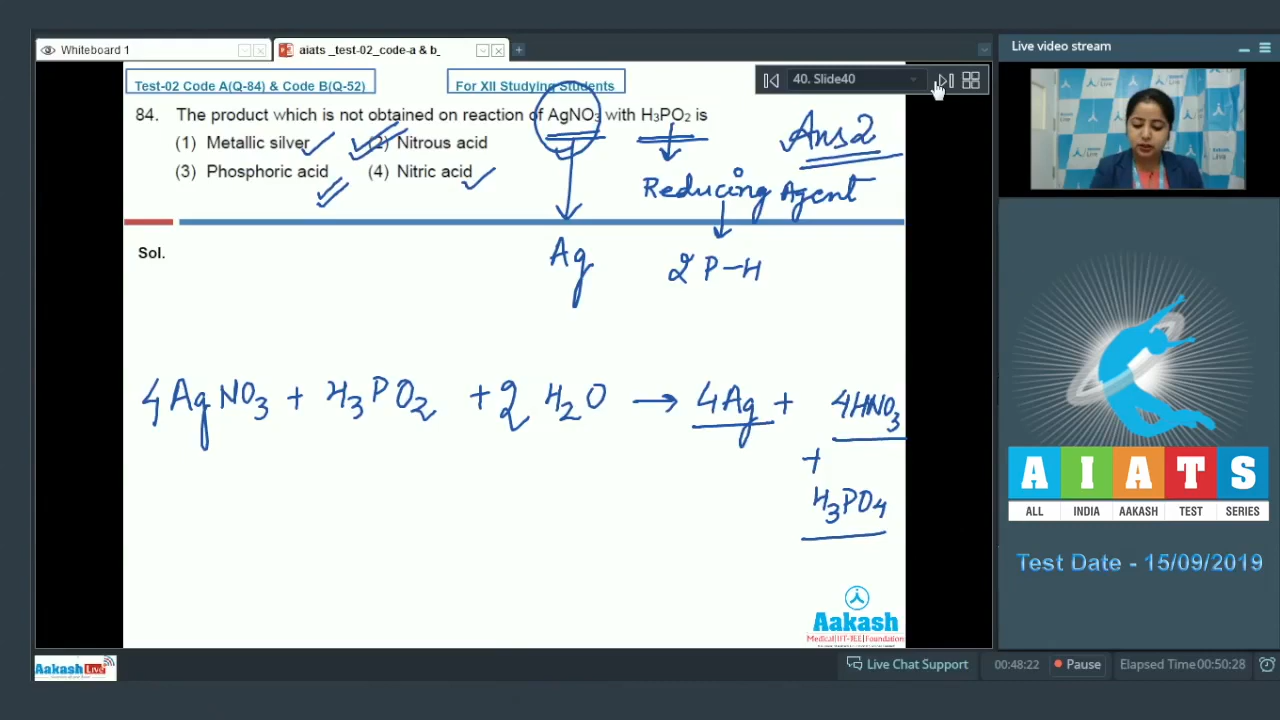 Whiteboard 1
aiats _test-02_code-a & b_
Live video stream
Test-02 Code A(Q-84) & Code B(Q-52)
For XII Studying Students
40. Slide40
84. The product which is not obtained on reaction of AgNO3 with H3PO2 is
(1) Metallic silver
(2) Nitrous acid
(3) Phosphoric acid
(4) Nitric acid
Ans 2
Reducing Agent
Sol.
Ag
2 P-H
4AgNO3 + H3PO2 + 2 H2O → 4Ag + 4HNO3
+
H3PO4
AIATS
ALL INDIA AAKASH TEST SERIES
Test Date - 15/09/2019
Aakash
Medical|IIT-JEE|Foundation
Aakash Live
Live Chat Support
00:48:22
Pause
Elapsed Time 00:50:28